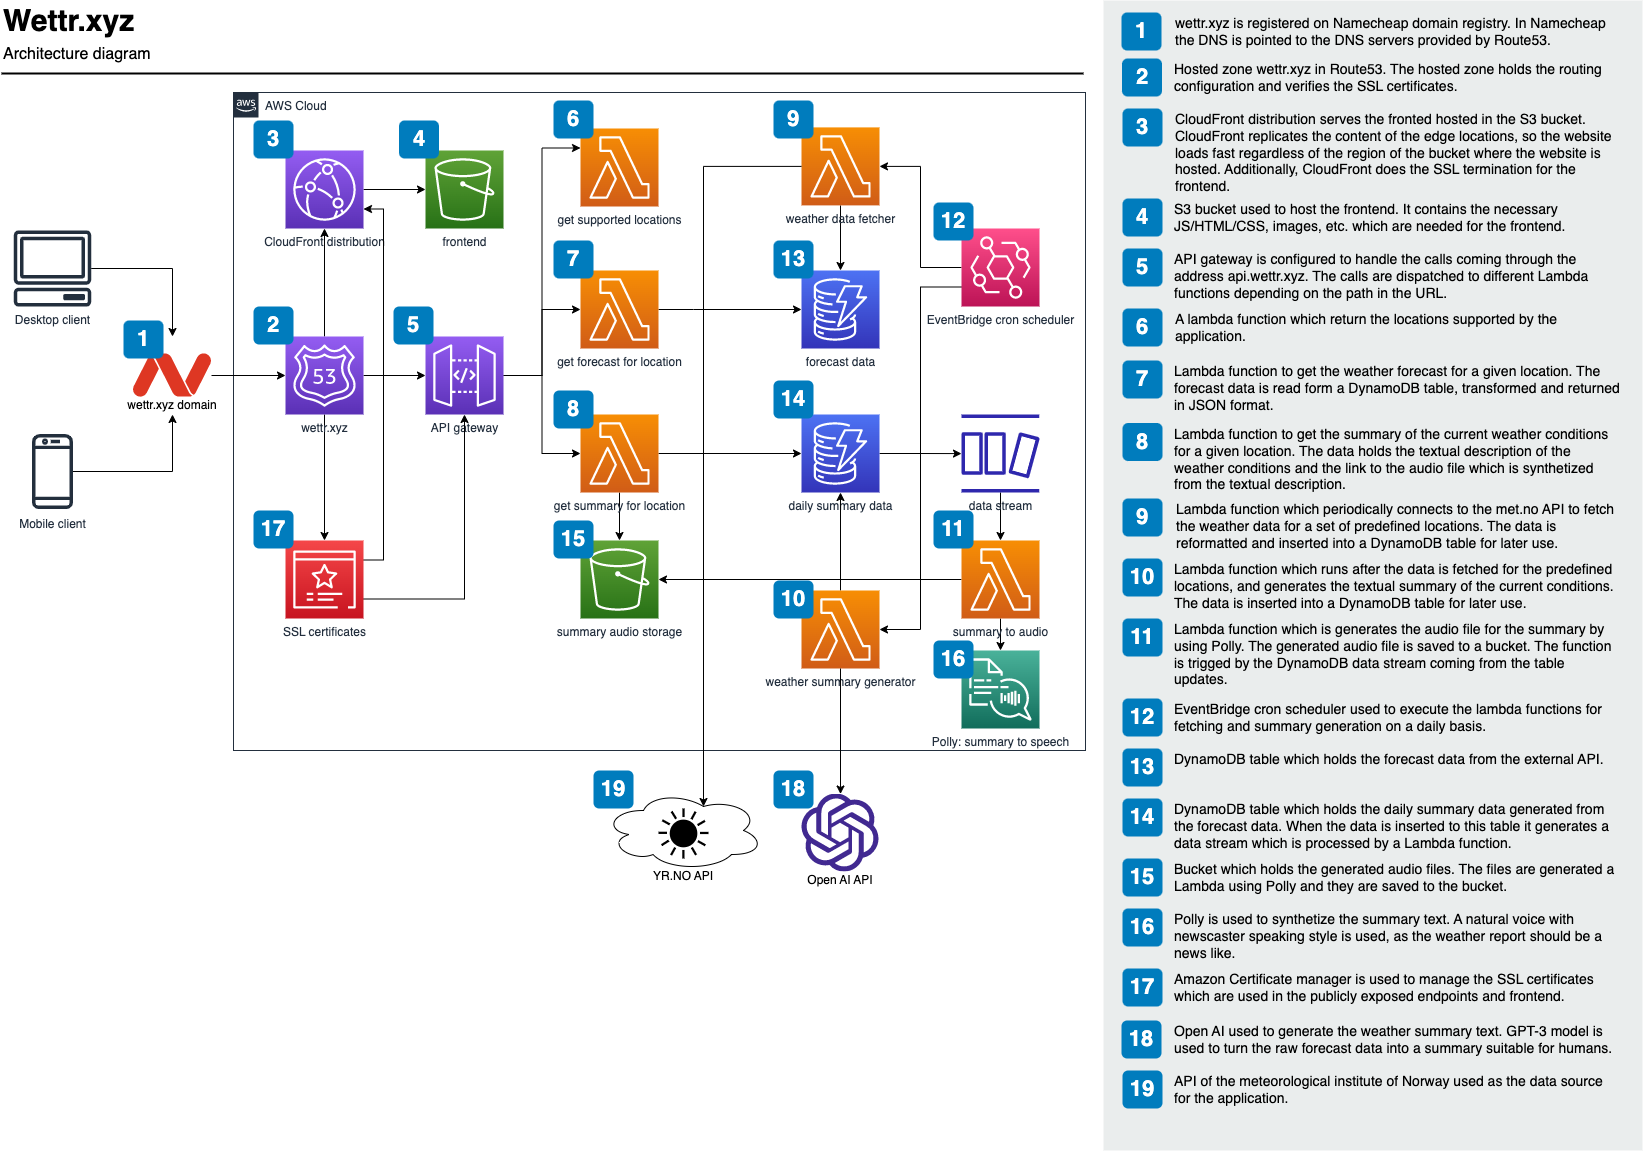 Wettr.xyz
Architecture diagram
aws
AWS Cloud
3
CloudFront distribution
4
frontend
6
get supported locations
9
weather data fetcher
12
EventBridge cron scheduler
Desktop client
1
wettr.xyz domain
Mobile client
2
53
wettr.xyz
5
</>
API gateway
7
get forecast for location
13
forecast data
8
get summary for location
14
daily summary data
data stream
17
SSL certificates
15
summary audio storage
10
weather summary generator
11
summary to audio
16
Polly: summary to speech
19
YR.NO API
18
Open AI API
1
wettr.xyz is registered on Namecheap domain registry. In Namecheap
the DNS is pointed to the DNS servers provided by Route53.
2
Hosted zone wettr.xyz in Route53. The hosted zone holds the routing
configuration and verifies the SSL certificates.
3
CloudFront distribution serves the fronted hosted in the S3 bucket.
CloudFront replicates the content of the edge locations, so the website
loads fast regardless of the region of the bucket where the website is
hosted. Additionally, CloudFront does the SSL termination for the
frontend.
4
S3 bucket used to host the frontend. It contains the necessary
JS/HTML/CSS, images, etc. which are needed for the frontend.
5
API gateway is configured to handle the calls coming through the
address api.wettr.xyz. The calls are dispatched to different Lambda
functions depending on the path in the URL.
6
A lambda function which return the locations supported by the
application.
7
Lambda function to get the weather forecast for a given location. The
forecast data is read form a DynamoDB table, transformed and returned
in JSON format.
8
Lambda function to get the summary of the current weather conditions
for a given location. The data holds the textual description of the
weather conditions and the link to the audio file which is synthetized
from the textual description.
9
Lambda function which periodically connects to the met.no API to fetch
the weather data for a set of predefined locations. The data is
reformatted and inserted into a DynamoDB table for later use.
10
Lambda function which runs after the data is fetched for the predefined
locations, and generates the textual summary of the current conditions.
The data is inserted into a DynamoDB table for later use.
11
Lambda function which is generates the audio file for the summary by
using Polly. The generated audio file is saved to a bucket. The function
is trigged by the DynamoDB data stream coming from the table
updates.
12
EventBridge cron scheduler used to execute the lambda functions for
fetching and summary generation on a daily basis.
13
DynamoDB table which holds the forecast data from the external API.
14
DynamoDB table which holds the daily summary data generated from
the forecast data. When the data is inserted to this table it generates a
data stream which is processed by a Lambda function.
15
Bucket which holds the generated audio files. The files are generated a
Lambda using Polly and they are saved to the bucket.
16
Polly is used to synthetize the summary text. A natural voice with
newscaster speaking style is used, as the weather report should be a
news like.
17
Amazon Certificate manager is used to manage the SSL certificates
which are used in the publicly exposed endpoints and frontend.
18
Open AI used to generate the weather summary text. GPT-3 model is
used to turn the raw forecast data into a summary suitable for humans.
19
API of the meteorological institute of Norway used as the data source
for the application.